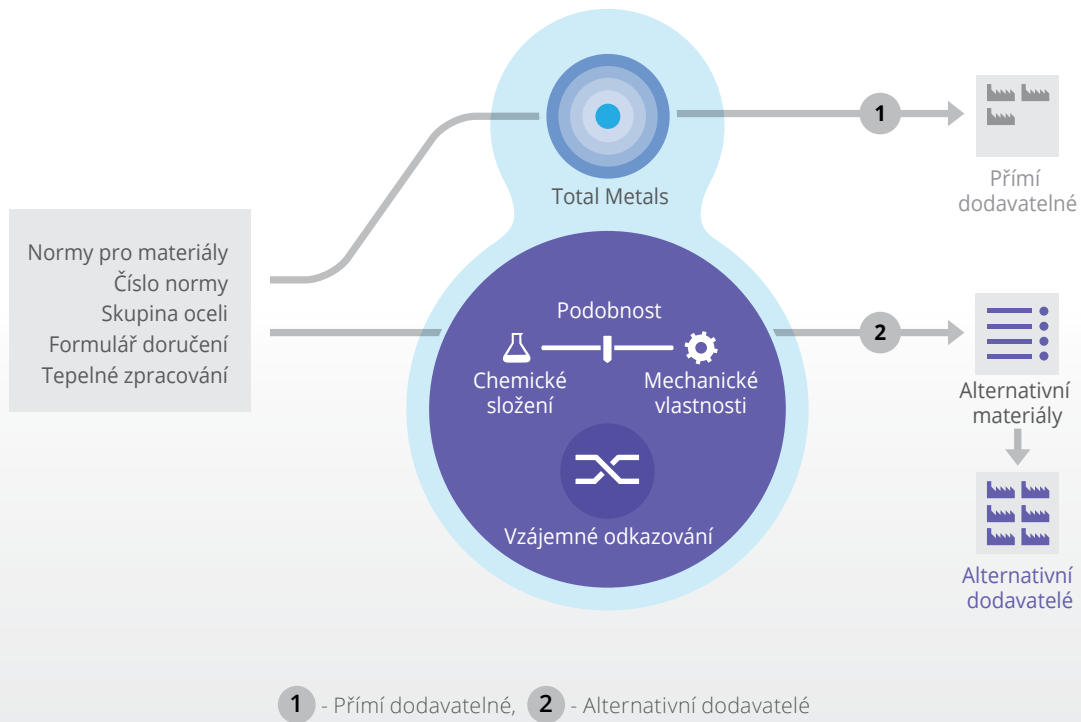 Normy pro materiály
Číslo normy
Skupina oceli
Formulář doručení
Tepelné zpracování
Total Metals
1
Přímí
dodavatelné
Podobnost
Chemické
složení
Mechanické
vlastnosti
Vzájemné odkazování
2
Alternativní
materiály
Alternativní
dodavatelé
1 - Přímí dodavatelné, 2 - Alternativní dodavatelé